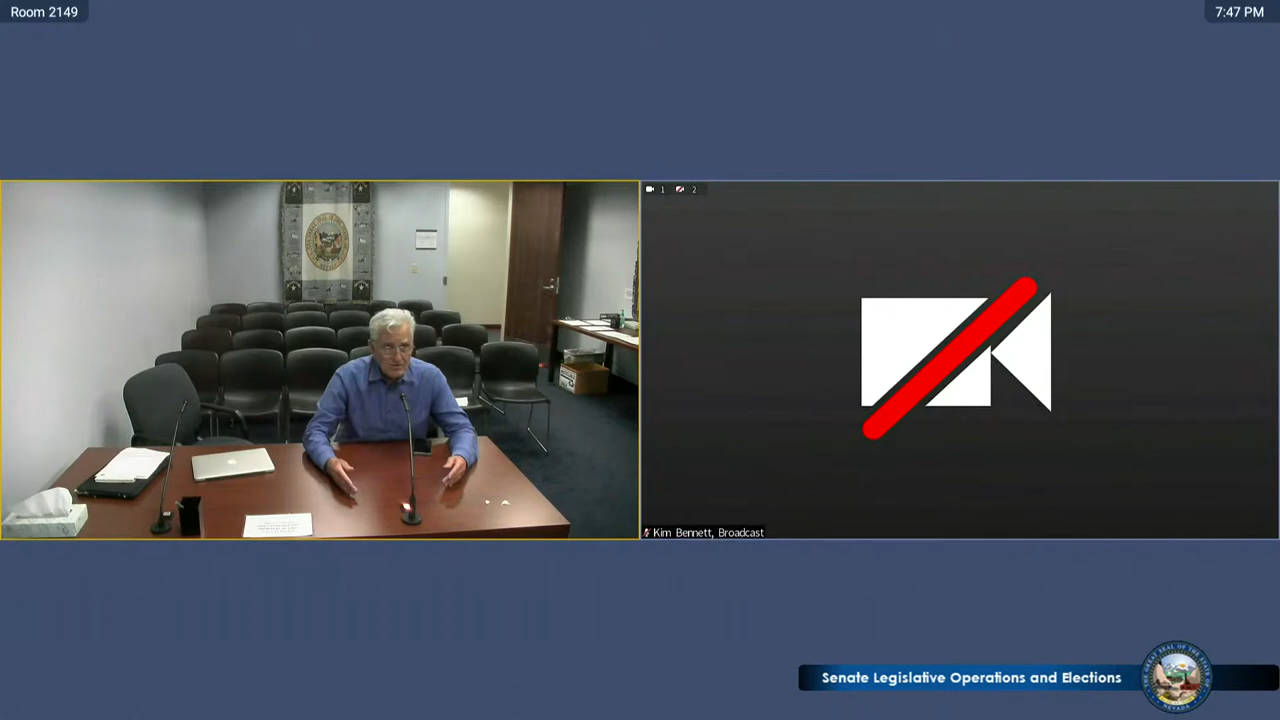 Room 2149
7:47 PM
1 2
Kim Bennett, Broadcast
Senate Legislative Operations and Elections